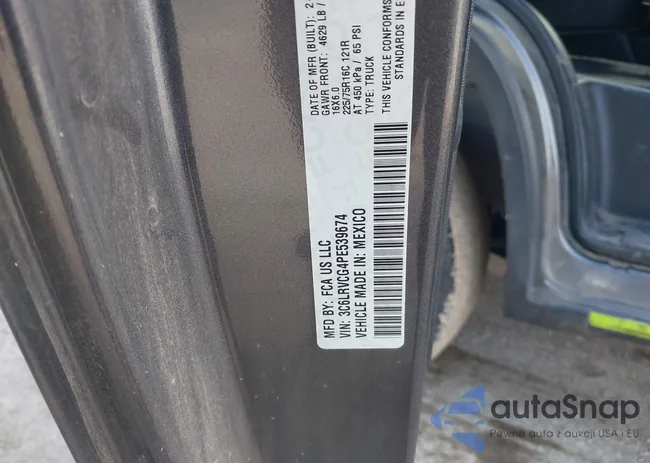 MFD BY: FCA US LLC
VIN: 3C6LRVCG4PE539674
VEHICLE MADE IN: MEXICO
DATE OF MFR (BUILT): 2-
GAWR FRONT: 4629 LB /
16X6.0
225/75R16C 121R
AT 450 kPa / 65 PSI
TYPE: TRUCK
THIS VEHICLE CONFORMS
STANDARDS IN E
autaSnap
Pewne auta z aukcji USA i EU